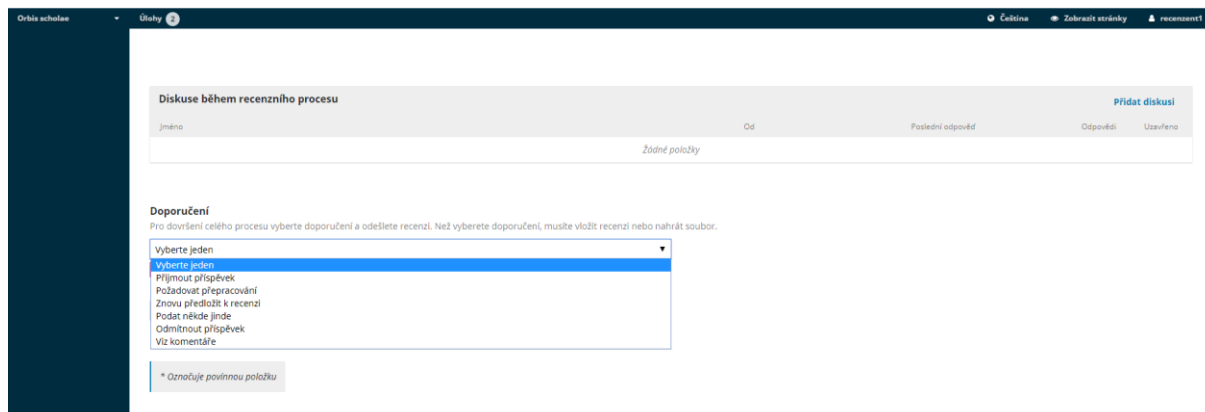 Orbis scholae Úlohy 2 Čeština Zobrazit stránky recenzent1
Diskuse během recenzního procesu Přidat diskusi
Jméno Od Poslední odpověď Odpovědi Uzavřeno
Žádné položky
Doporučení
Pro dovršení celého procesu vyberte doporučení a odešlete recenzi. Než vyberete doporučení, musíte vložit recenzi nebo nahrát soubor.
Vyberte jeden
Vyberte jeden
Přijmout příspěvek
Požadovat přepracování
Znovu předložit k recenzi
Podat někde jinde
Odmítnout příspěvek
Viz komentáře
* Označuje povinnou položku